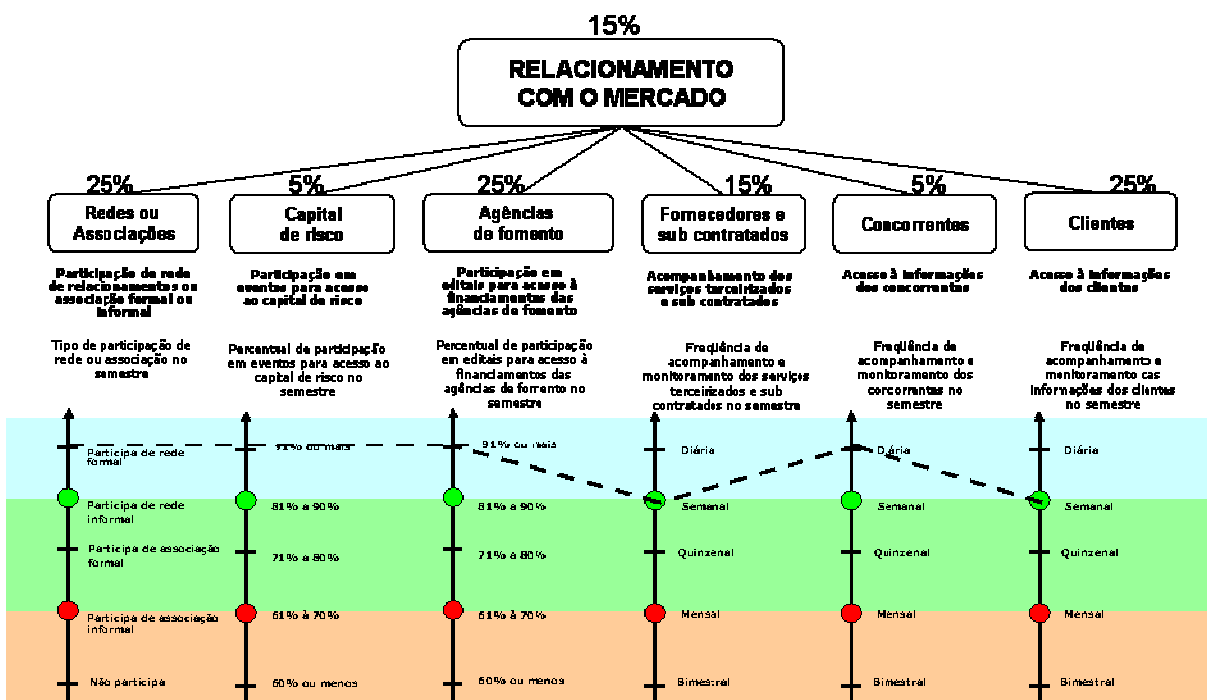 15%
RELACIONAMENTO
COM O MERCADO
25%
Redes ou
Associações
5%
Capital
de risco
25%
Agências
de fomento
15%
Fornecedores e
sub contratados
5%
Concorrentes
25%
Clientes
Participação de rede
de relacionamentos ou
associação formal ou
informal
Participação em
eventos para acesso
ao capital de risco
Participação em
editais para acesso à
financiamentos das
agências de fomento
Acompanhamento dos
serviços terceirizados
e sub contratados
Acesso à informações
dos concorrentes
Acesso à informações
dos clientes
Tipo de participação de
rede ou associação no
semestre
Percentual de participação
em eventos para acesso ao
capital de risco no
semestre
Percentual de participação
em editais para acesso à
financiamentos das
agências de fomento no
semestre
Freqüência de
acompanhamento e
monitoramento dos serviços
terceirizados e sub
contratados no semestre
Freqüência de
acompanhamento e
monitoramento dos
corcorrentes no
semestre
Freqüência de
acompanhamento e
monitoramento cas
informações dos clientes
no semestre
Participa de rede
formal
91% ou mais
91% ou mais
Diária
Diária
Diária
Participa de rede
informal
81% a 90%
81% a 90%
Semanal
Semanal
Semanal
Participa de associação
formal
71% a 80%
71% a 80%
Quinzenal
Quinzenal
Quinzenal
Participa de associação
informal
61% à 70%
61% à 70%
Mensal
Mensal
Mensal
Não participa
60% ou menos
60% ou menos
Bimestral
Bimestral
Bimestral